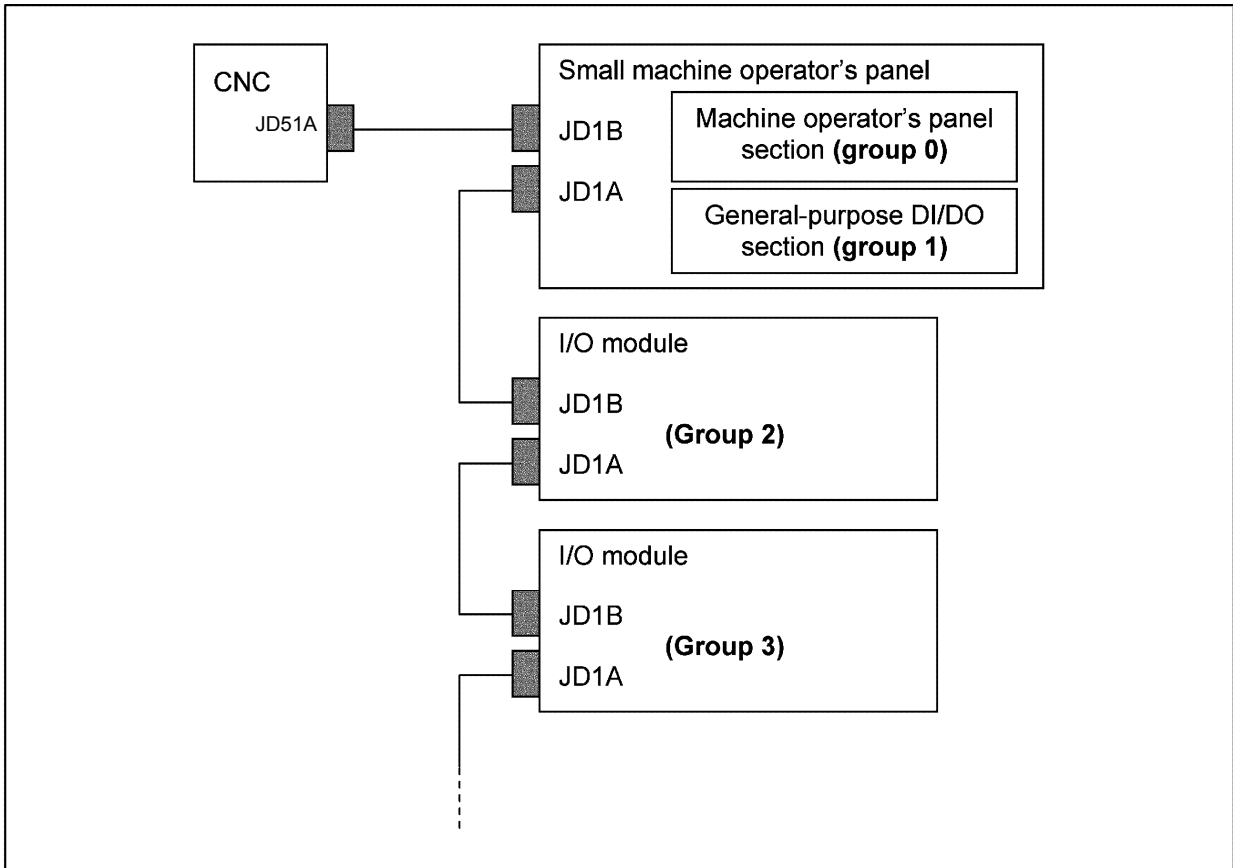 CNC
JD51A
Small machine operator's panel
JD1B
JD1A
Machine operator's panel
section (group 0)
General-purpose DI/DO
section (group 1)
I/O module
JD1B
(Group 2)
JD1A
I/O module
JD1B
(Group 3)
JD1A